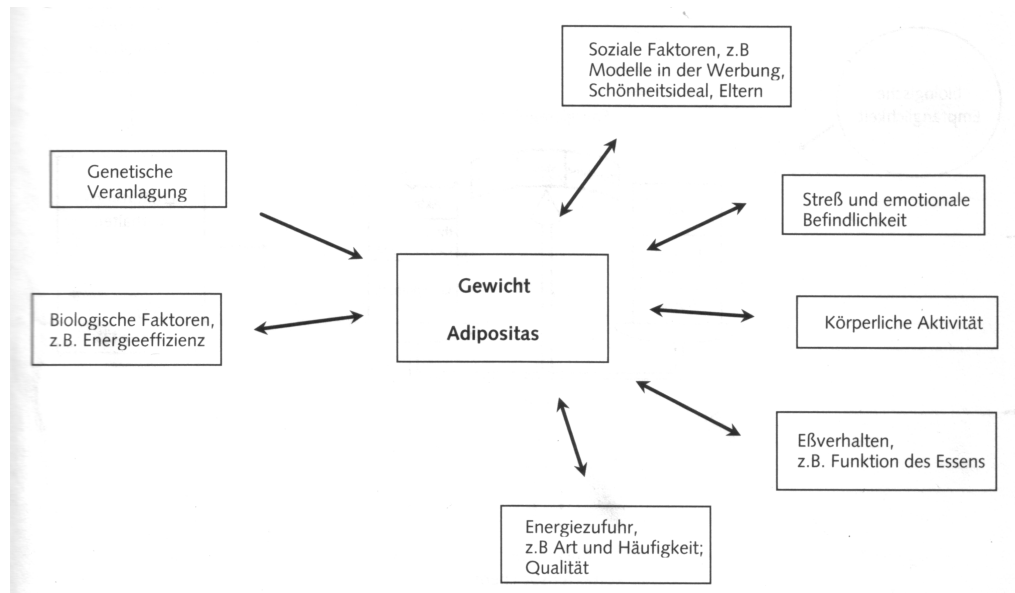 Soziale Faktoren, z.B
Modelle in der Werbung,
Schönheitsideal, Eltern
Genetische
Veranlagung
Streß und emotionale
Befindlichkeit
Gewicht
Adipositas
Biologische Faktoren,
z.B. Energieeffizienz
Körperliche Aktivität
Eßverhalten,
z.B. Funktion des Essens
Energiezufuhr,
z.B Art und Häufigkeit;
Qualität